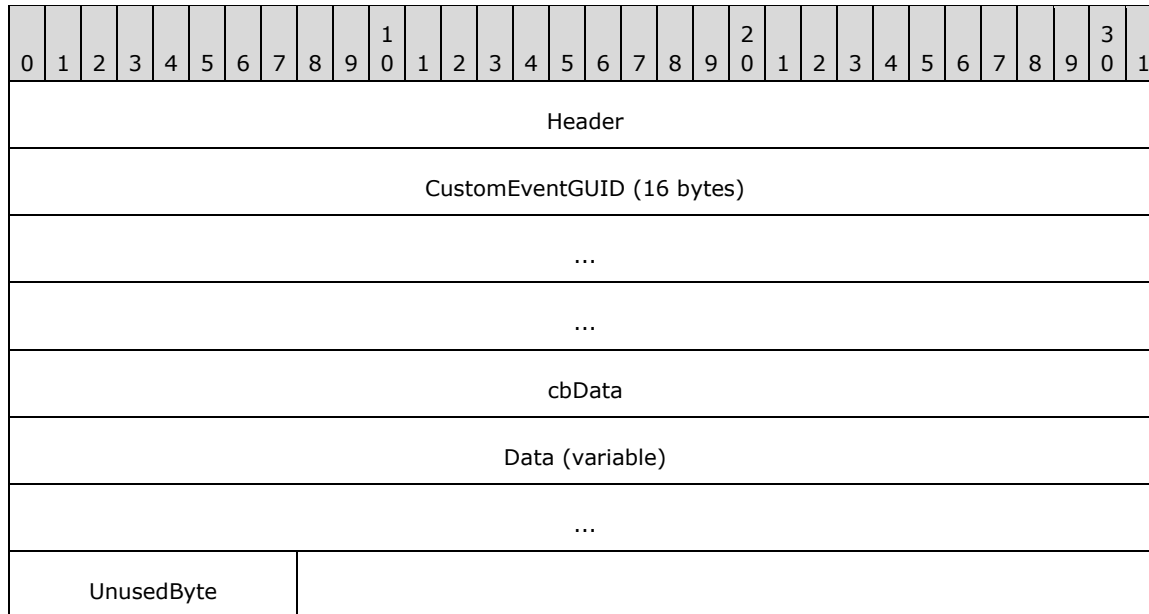 1 2 3
0 1 2 3 4 5 6 7 8 9 0 1 2 3 4 5 6 7 8 9 0 1 2 3 4 5 6 7 8 9 0 1
Header
CustomEventGUID (16 bytes)
...
...
cbData
Data (variable)
...
UnusedByte